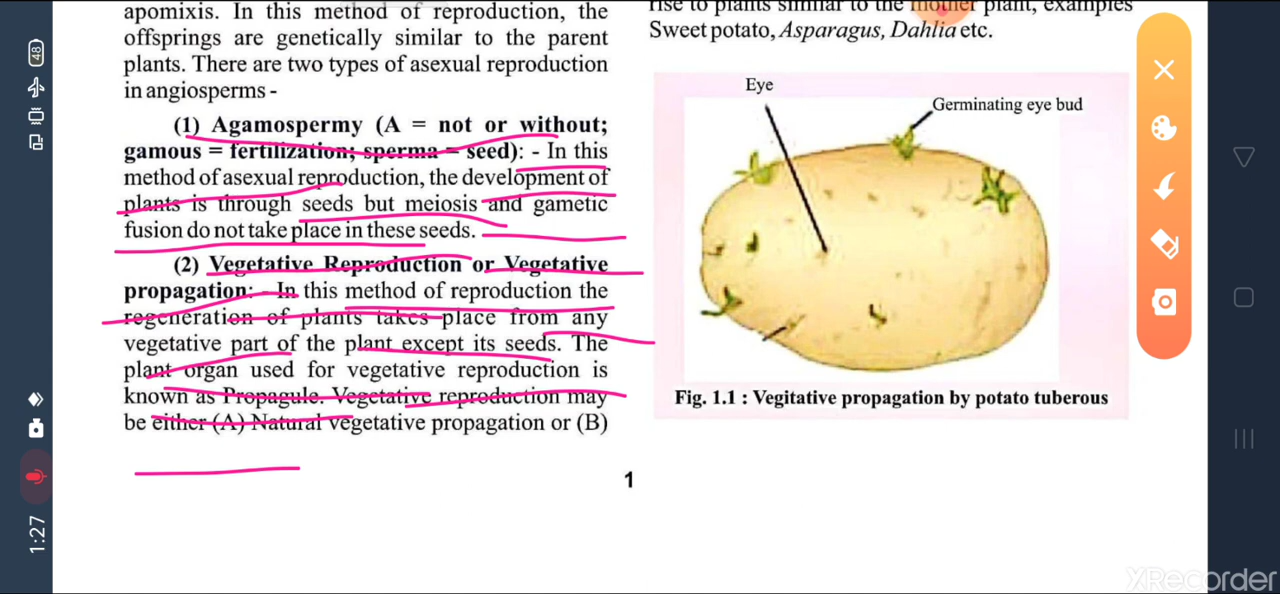 apomixis. In this method of reproduction, the
offsprings are genetically similar to the parent
plants. There are two types of asexual reproduction
in angiosperms -
(1) Agamospermy (A = not or without;
gamous = fertilization; sperma = seed): - In this
method of asexual reproduction, the development of
plants is through seeds but meiosis and gametic
fusion do not take place in these seeds.
(2) Vegetative Reproduction or Vegetative
propagation: - In this method of reproduction the
regeneration of plants takes place from any
vegetative part of the plant except its seeds. The
plant organ used for vegetative reproduction is
known as Propagule. Vegetative reproduction may
be either (A) Natural vegetative propagation or (B)
rise to plants similar to the mother plant, examples
Sweet potato, Asparagus, Dahlia etc.
Eye
Germinating eye bud
Fig. 1.1 : Vegitative propagation by potato tuberous
1
48
1:27
XRecorder